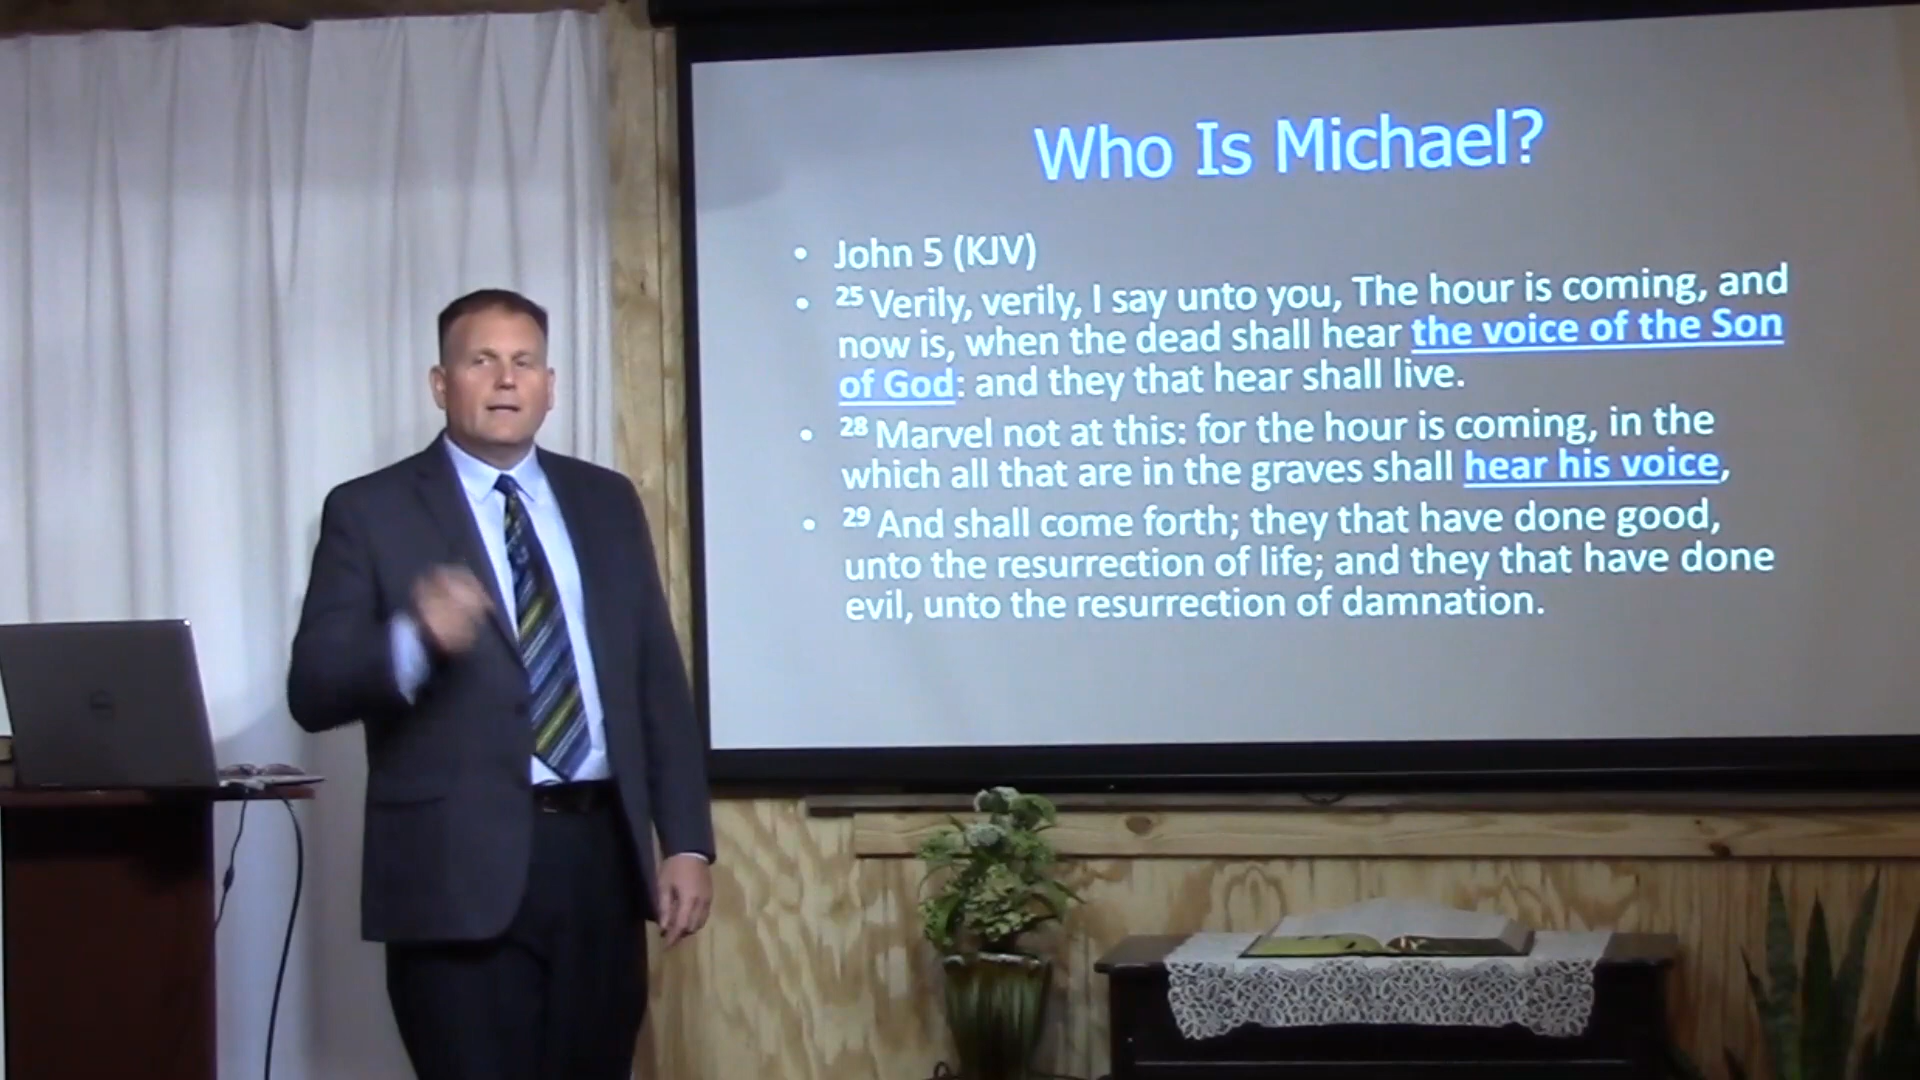 Who Is Michael?
• John 5 (KJV)
• 25 Verily, verily, I say unto you, The hour is coming, and
now is, when the dead shall hear the voice of the Son
of God: and they that hear shall live.
• 28 Marvel not at this: for the hour is coming, in the
which all that are in the graves shall hear his voice,
• 29 And shall come forth; they that have done good,
unto the resurrection of life; and they that have done
evil, unto the resurrection of damnation.